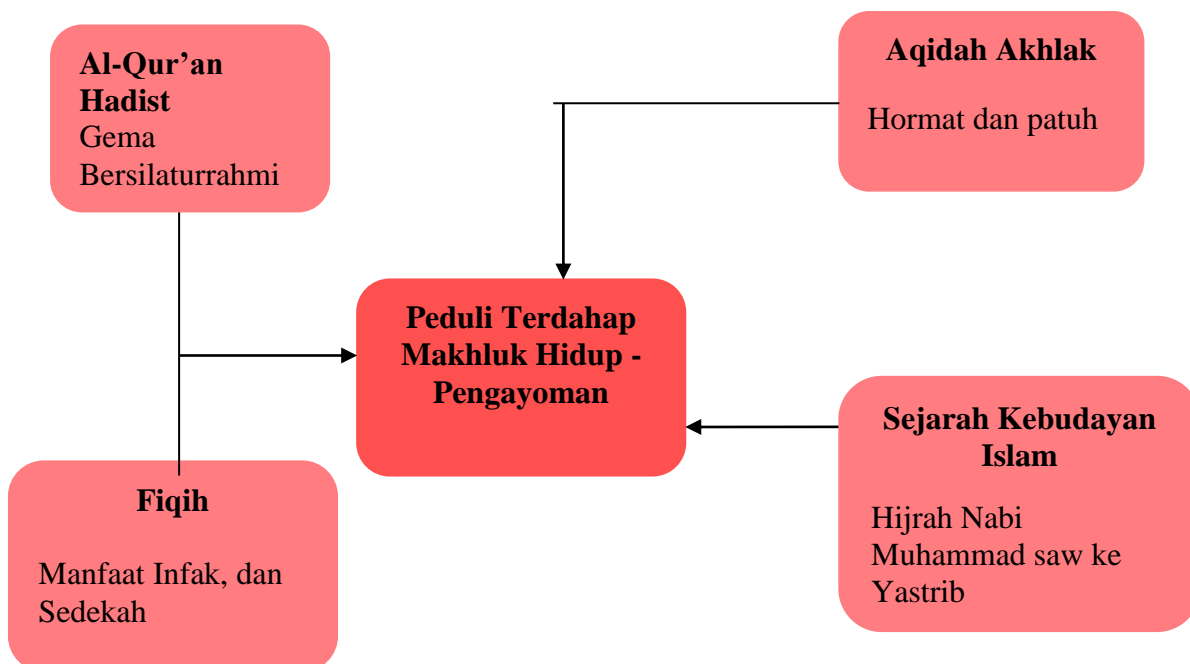 Al-Qur’an
Hadist
Gema
Bersilaturrahmi
Aqidah Akhlak
Hormat dan patuh
Peduli Terdahap
Makhluk Hidup -
Pengayoman
Fiqih
Manfaat Infak, dan
Sedekah
Sejarah Kebudayan
Islam
Hijrah Nabi
Muhammad saw ke
Yastrib